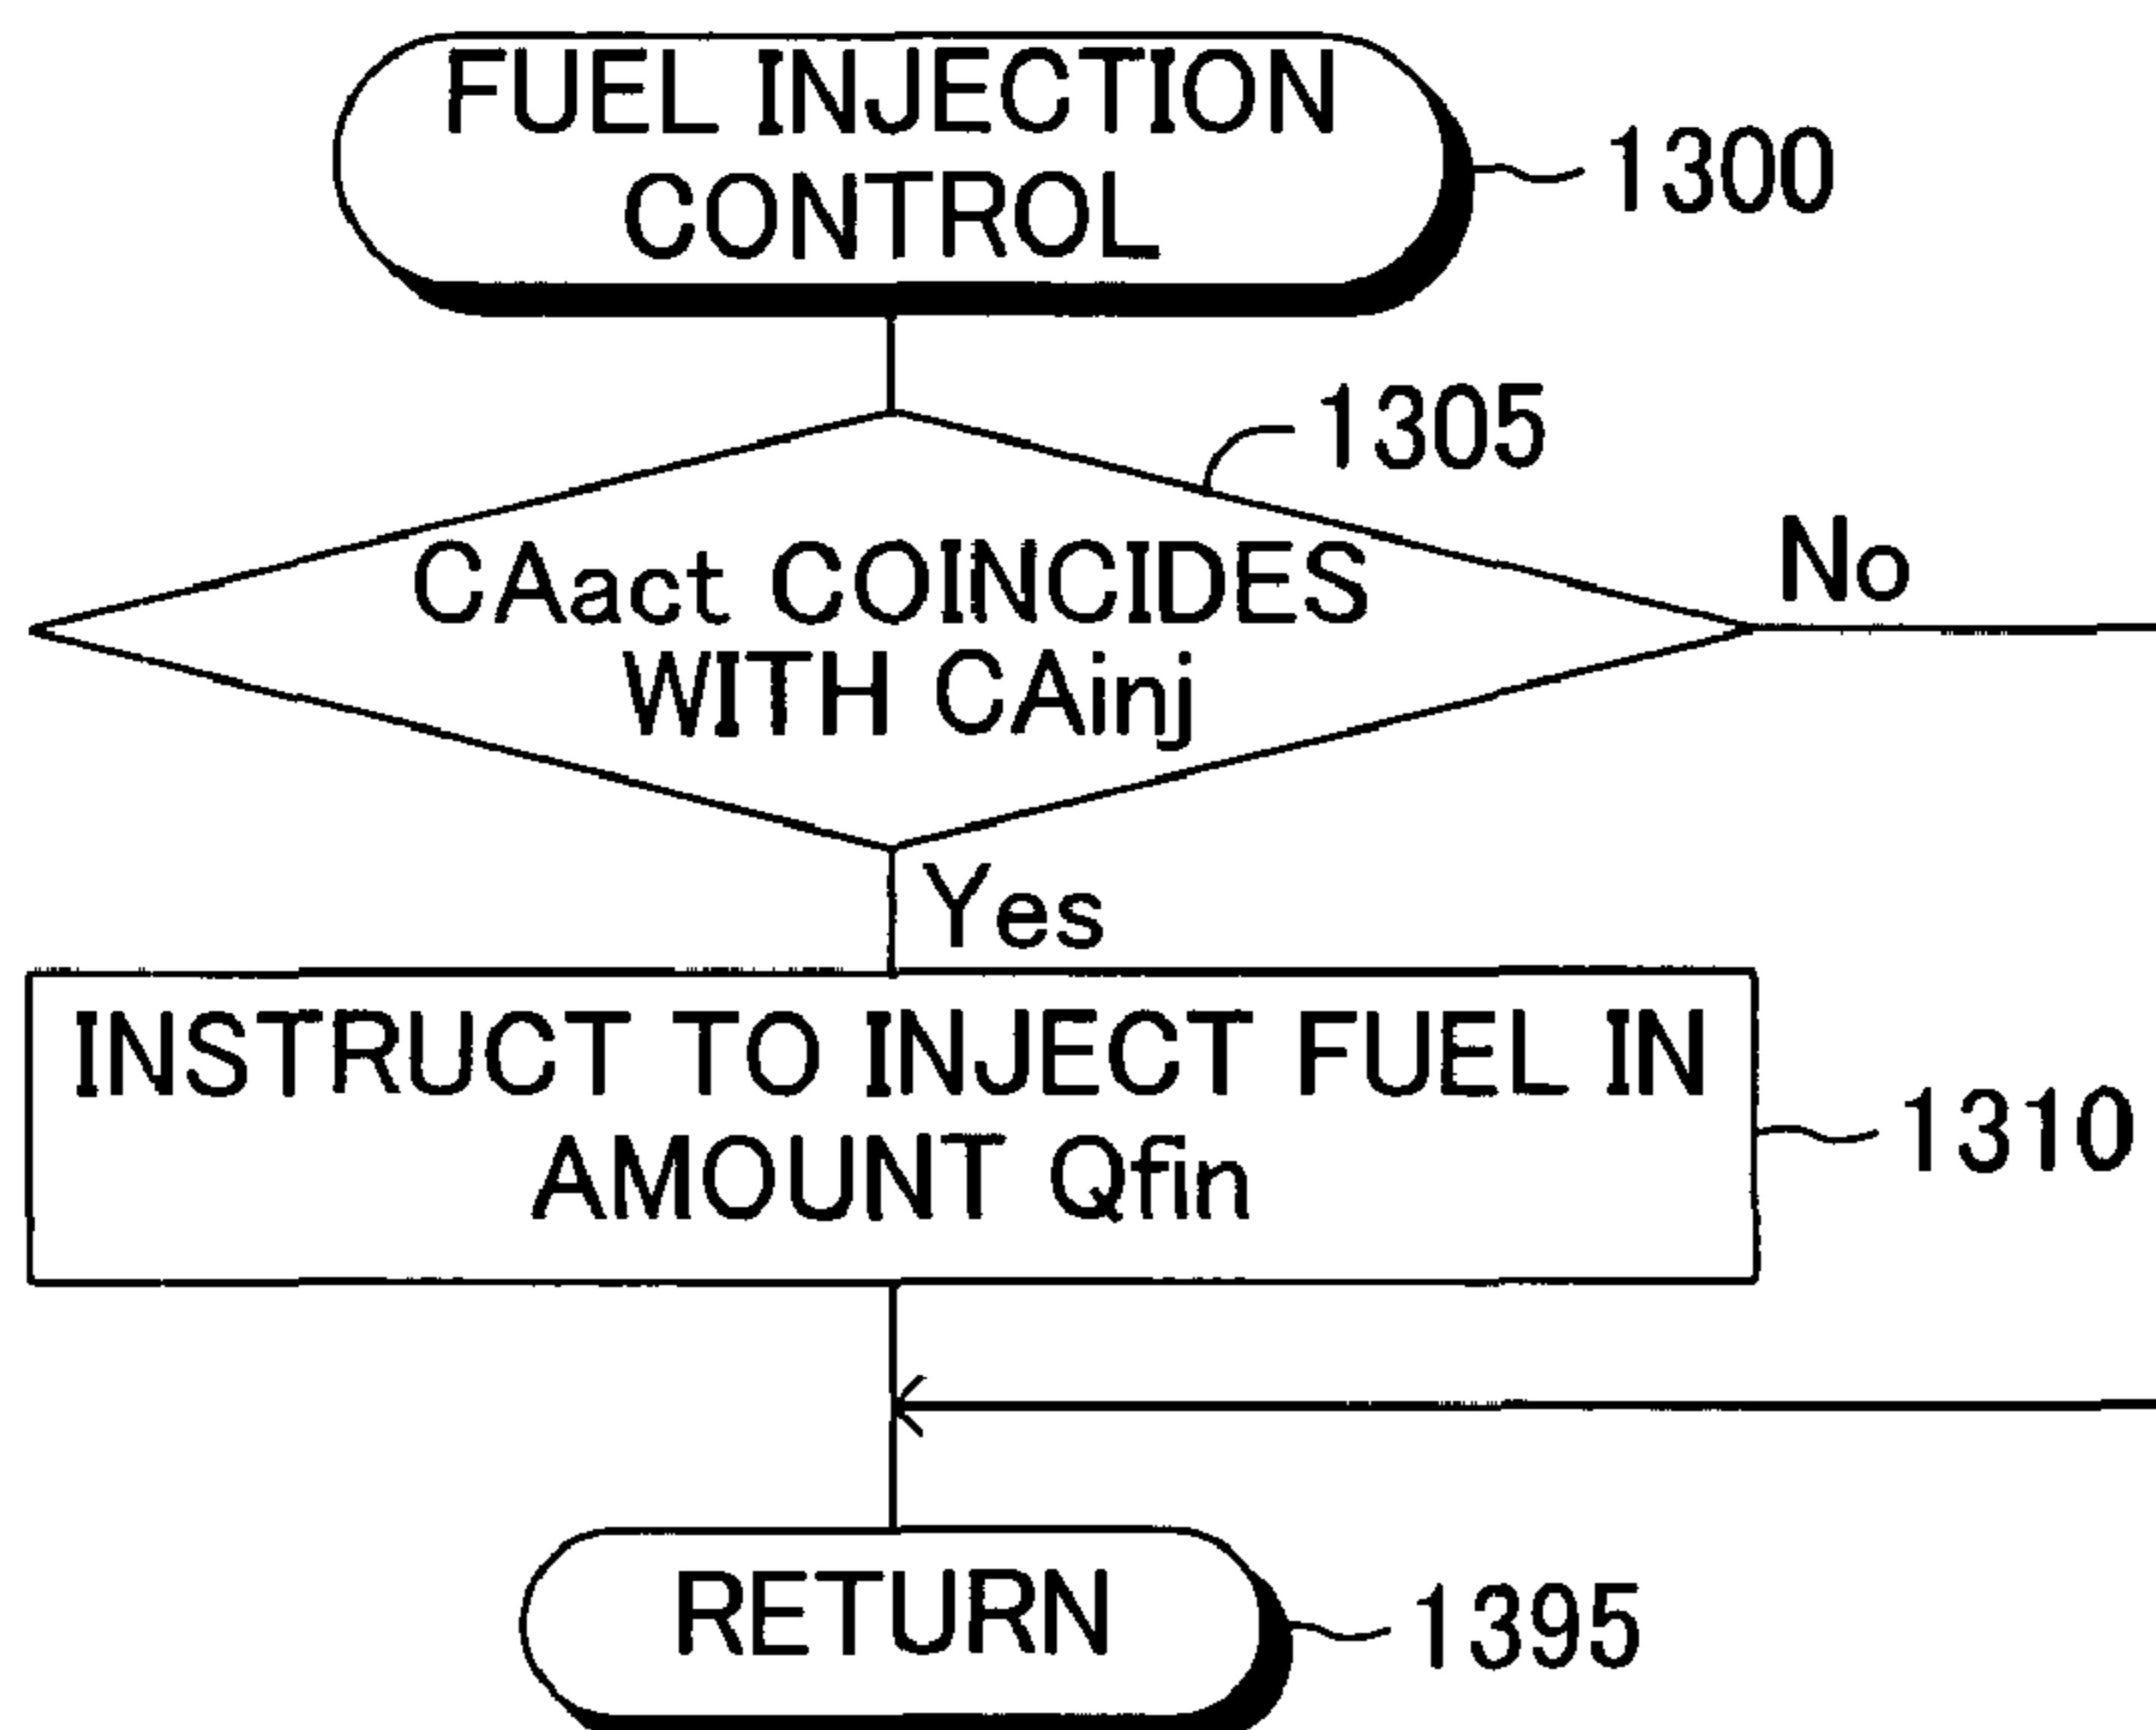 FUEL INJECTION
CONTROL
1300
1305
CAact COINCIDES
WITH CAinj
No
Yes
INSTRUCT TO INJECT FUEL IN
AMOUNT Qfin
1310
RETURN
1395